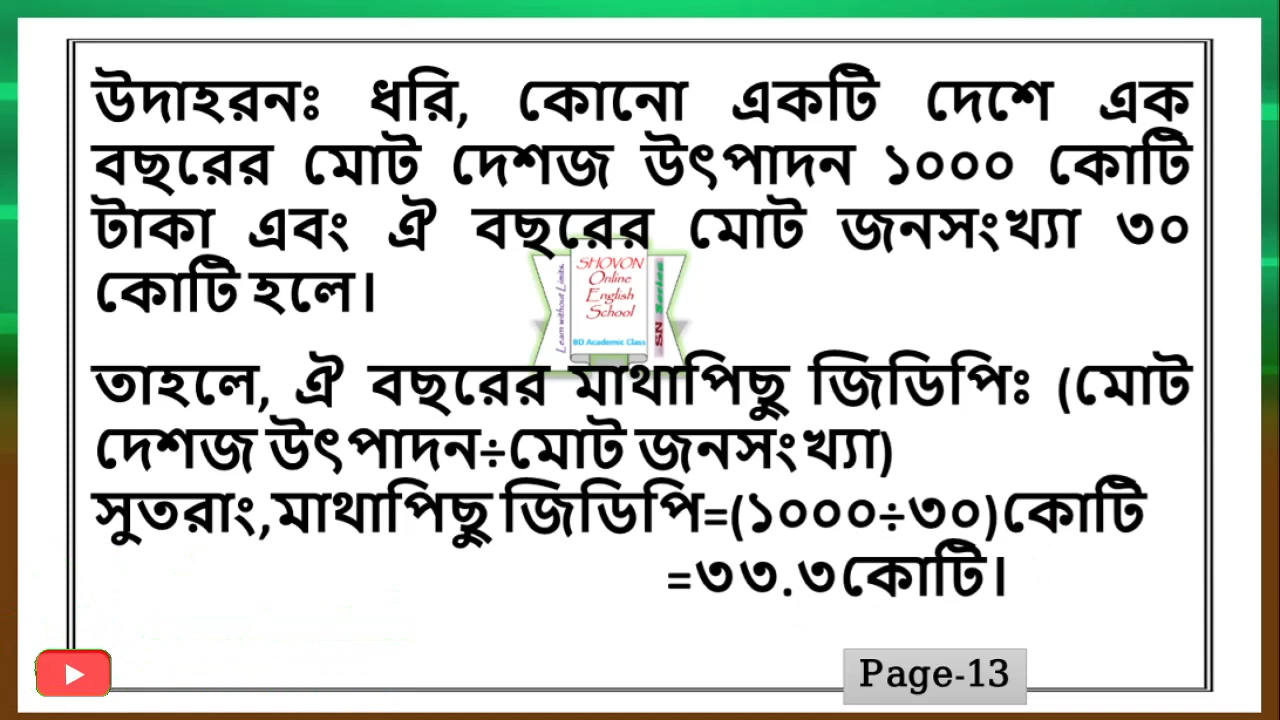 উদাহরনঃ ধরি, কোনো একটি দেশে এক
বছরের মোট দেশজ উৎপাদন ১০০০ কোটি
টাকা এবং ঐ বছরের মোট জনসংখ্যা ৩০
কোটি হলে।
SHOVON
Online
English
School
Learn without Limits.
SN Series
BD Academic Class
তাহলে, ঐ বছরের মাথাপিছু জিডিপিঃ (মোট
দেশজ উৎপাদন÷মোট জনসংখ্যা)
সুতরাং,মাথাপিছু জিডিপি=(১০০০÷৩০)কোটি
=৩৩.৩কোটি।
Page-13